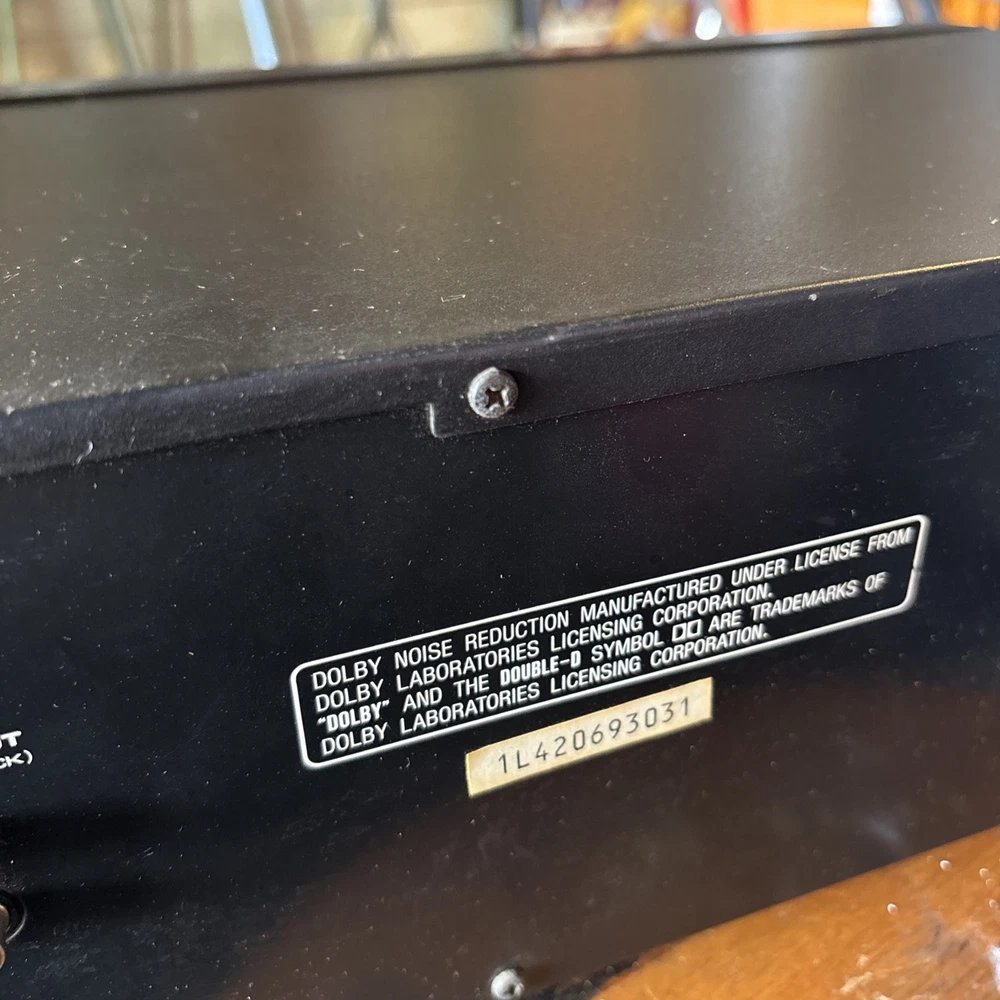 DOLBY NOISE REDUCTION MANUFACTURED UNDER LICENSE FROM
DOLBY LABORATORIES LICENSING CORPORATION.
"DOLBY" AND THE DOUBLE-D SYMBOL ARE TRADEMARKS OF
DOLBY LABORATORIES LICENSING CORPORATION.
1L420693031